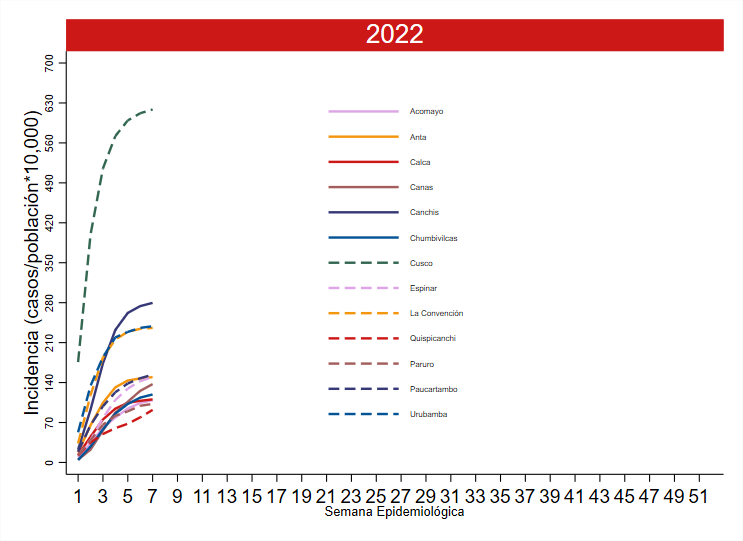 2022
Incidencia (casos/población*10,000)
700
630
560
490
420
350
280
210
140
70
0
Acomayo
Anta
Calca
Canas
Canchis
Chumbivilcas
Cusco
Espinar
La Convención
Quispicanchi
Paruro
Paucartambo
Urubamba
1 3 5 7 9 11 13 15 17 19 21 23 25 27 29 31 33 35 37 39 41 43 45 47 49 51
Semana Epidemiológica